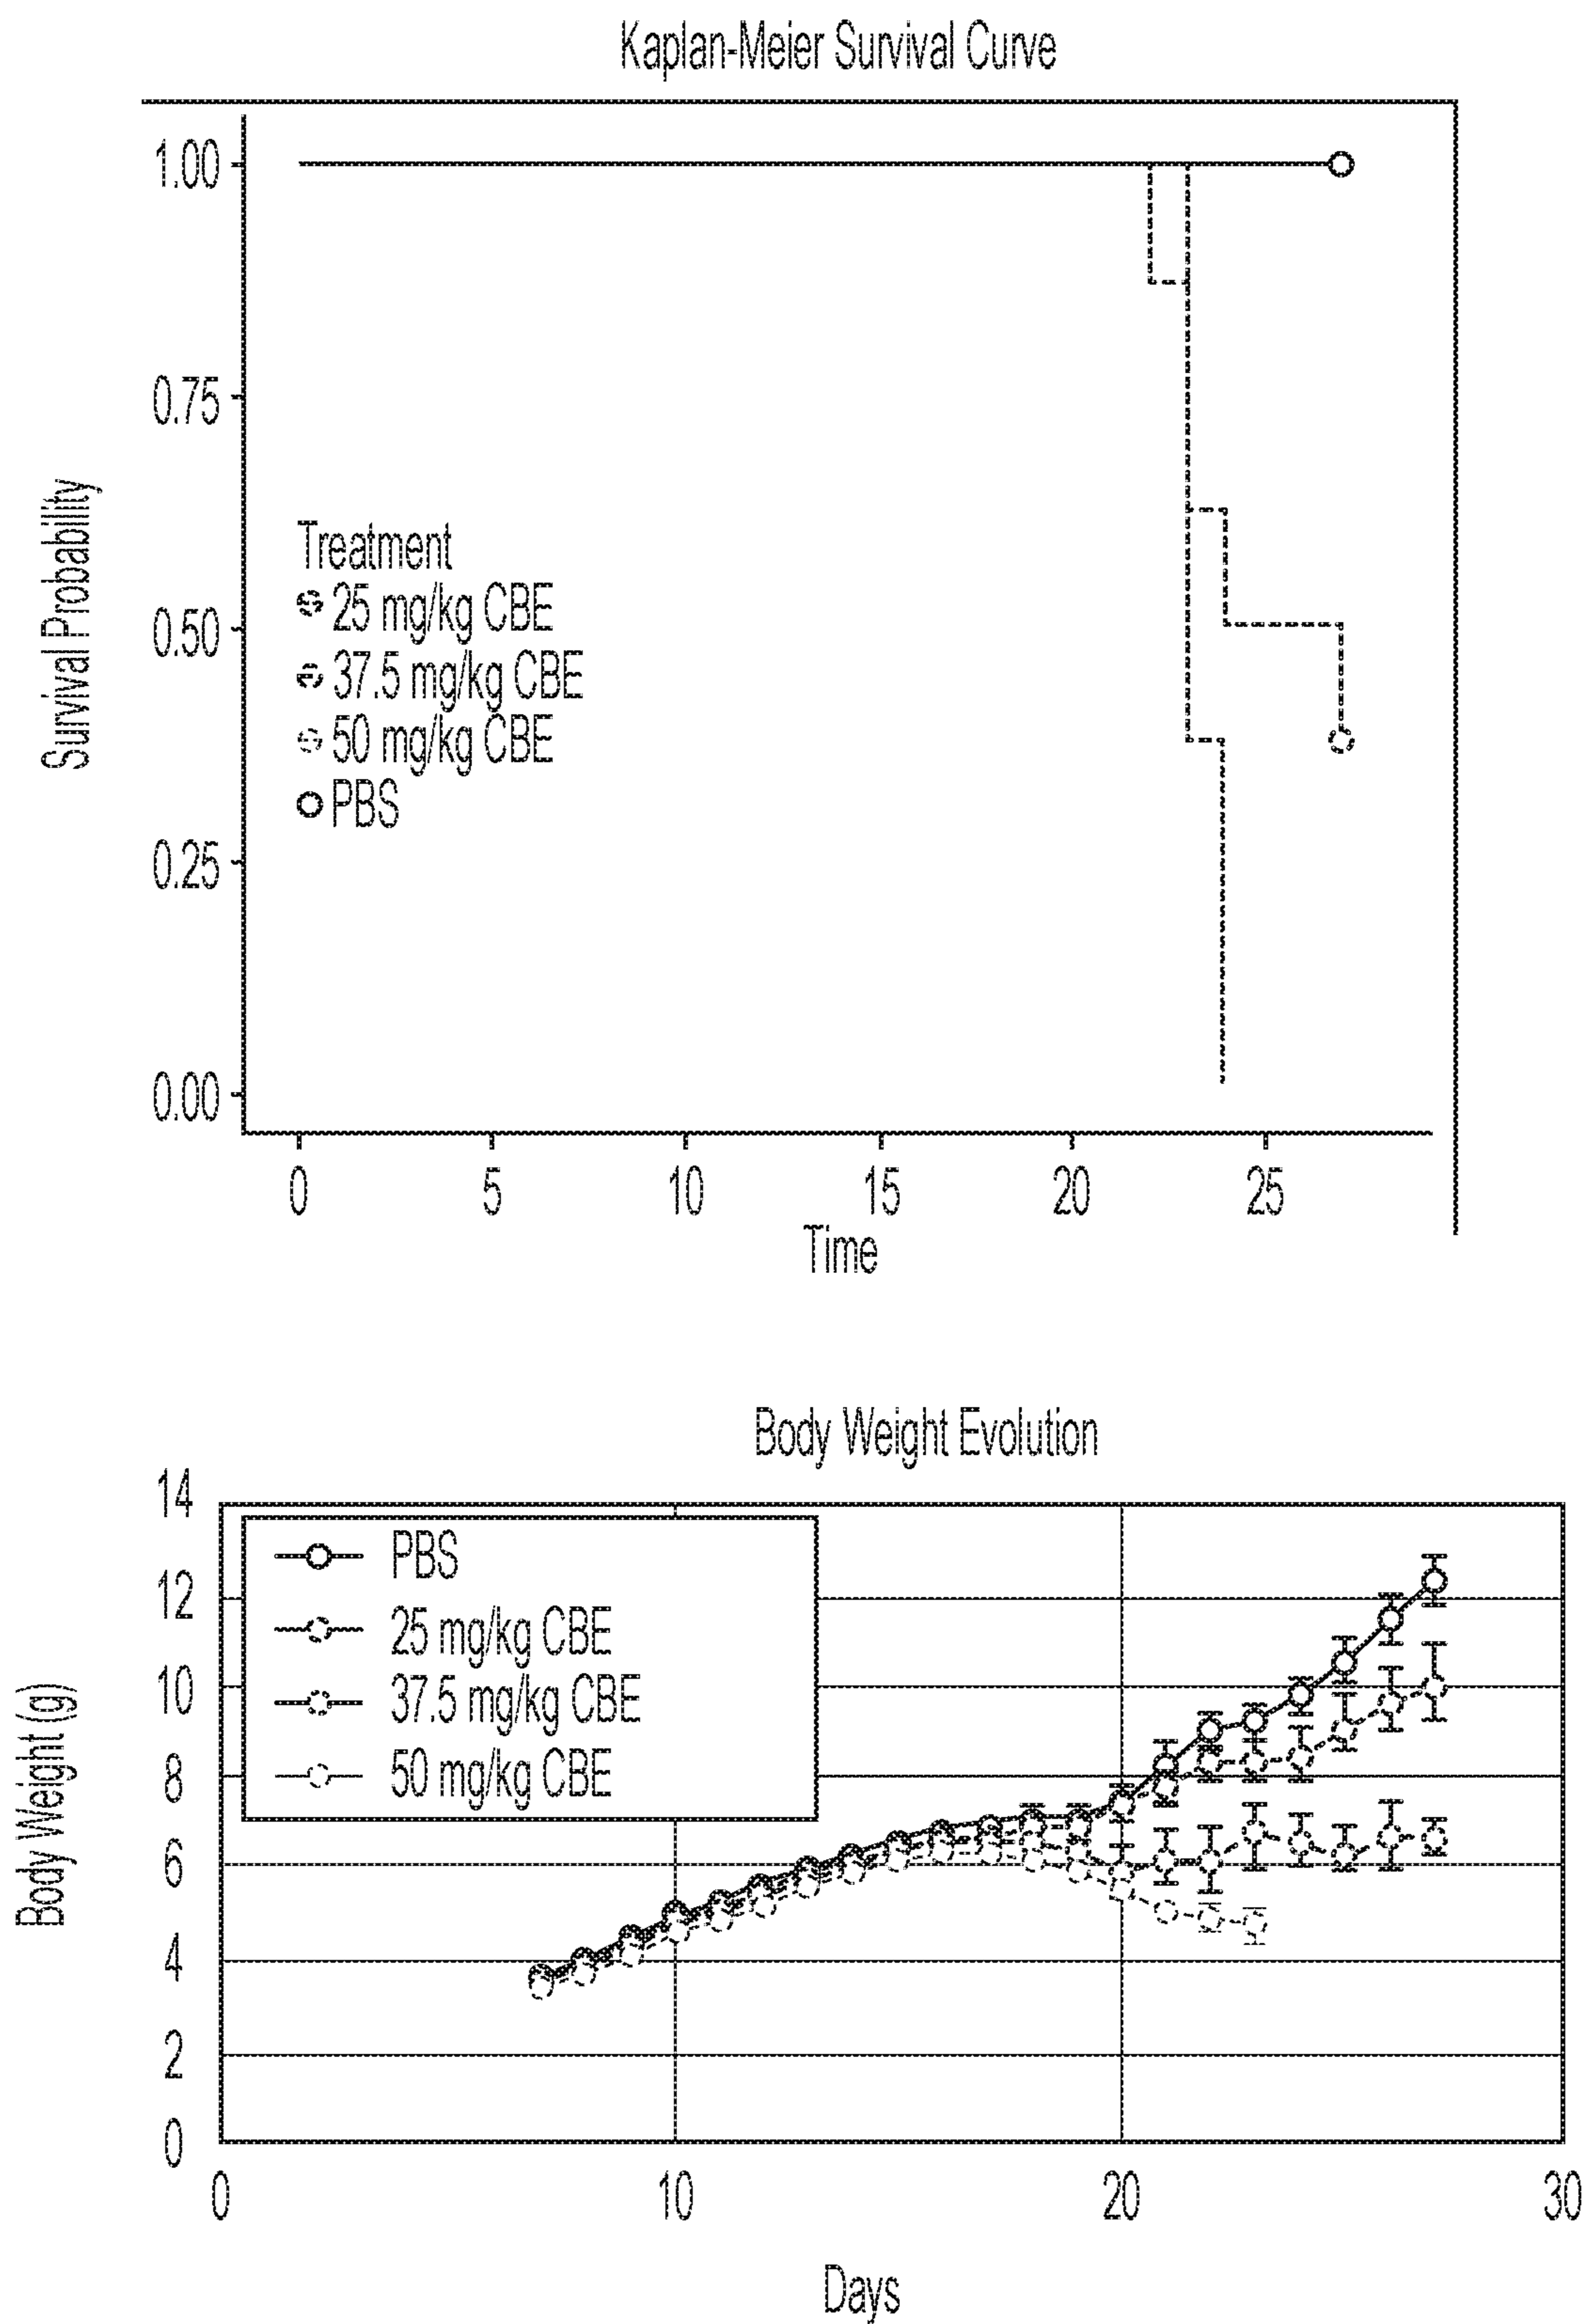 Kaplan-Meier Survival Curve
1.00
0.75
0.50
0.25
0.00
Survival Probability
Treatment
25 mg/kg CBE
37.5 mg/kg CBE
50 mg/kg CBE
PBS
0 5 10 15 20 25
Time
Body Weight Evolution
14
12
10
8
6
4
2
0
Body Weight (g)
PBS
25 mg/kg CBE
37.5 mg/kg CBE
50 mg/kg CBE
0 10 20 30
Days